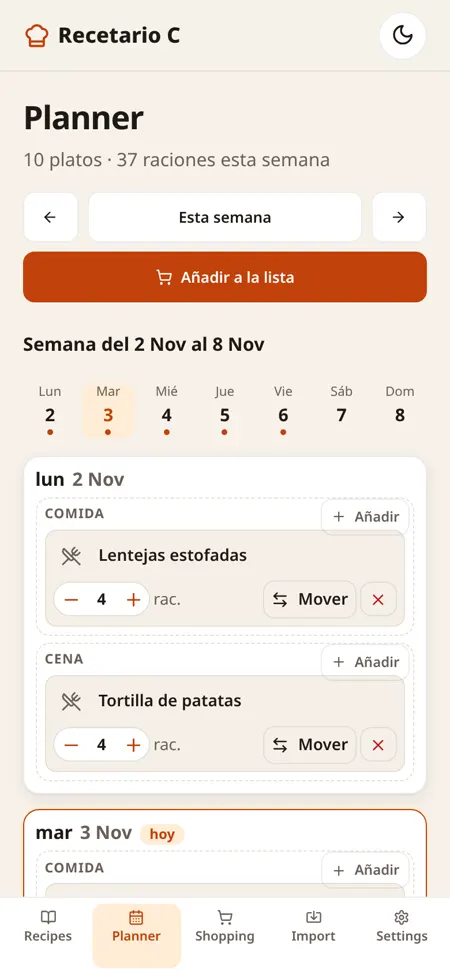 Recetario C
Planner
10 platos · 37 raciones esta semana
Esta semana
Añadir a la lista
Semana del 2 Nov al 8 Nov
Lun Mar Mié Jue Vie Sáb Dom
2 3 4 5 6 7 8
lun 2 Nov
COMIDA + Añadir
Lentejas estofadas
− 4 + rac. Mover
CENA + Añadir
Tortilla de patatas
− 4 + rac. Mover
mar 3 Nov hoy
COMIDA + Añadir
Recipes Planner Shopping Import Settings